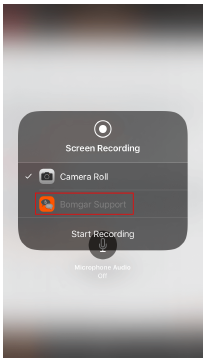 Screen Recording
Camera Roll
Bomgar Support
Start Recording
Microphone Audio
Off